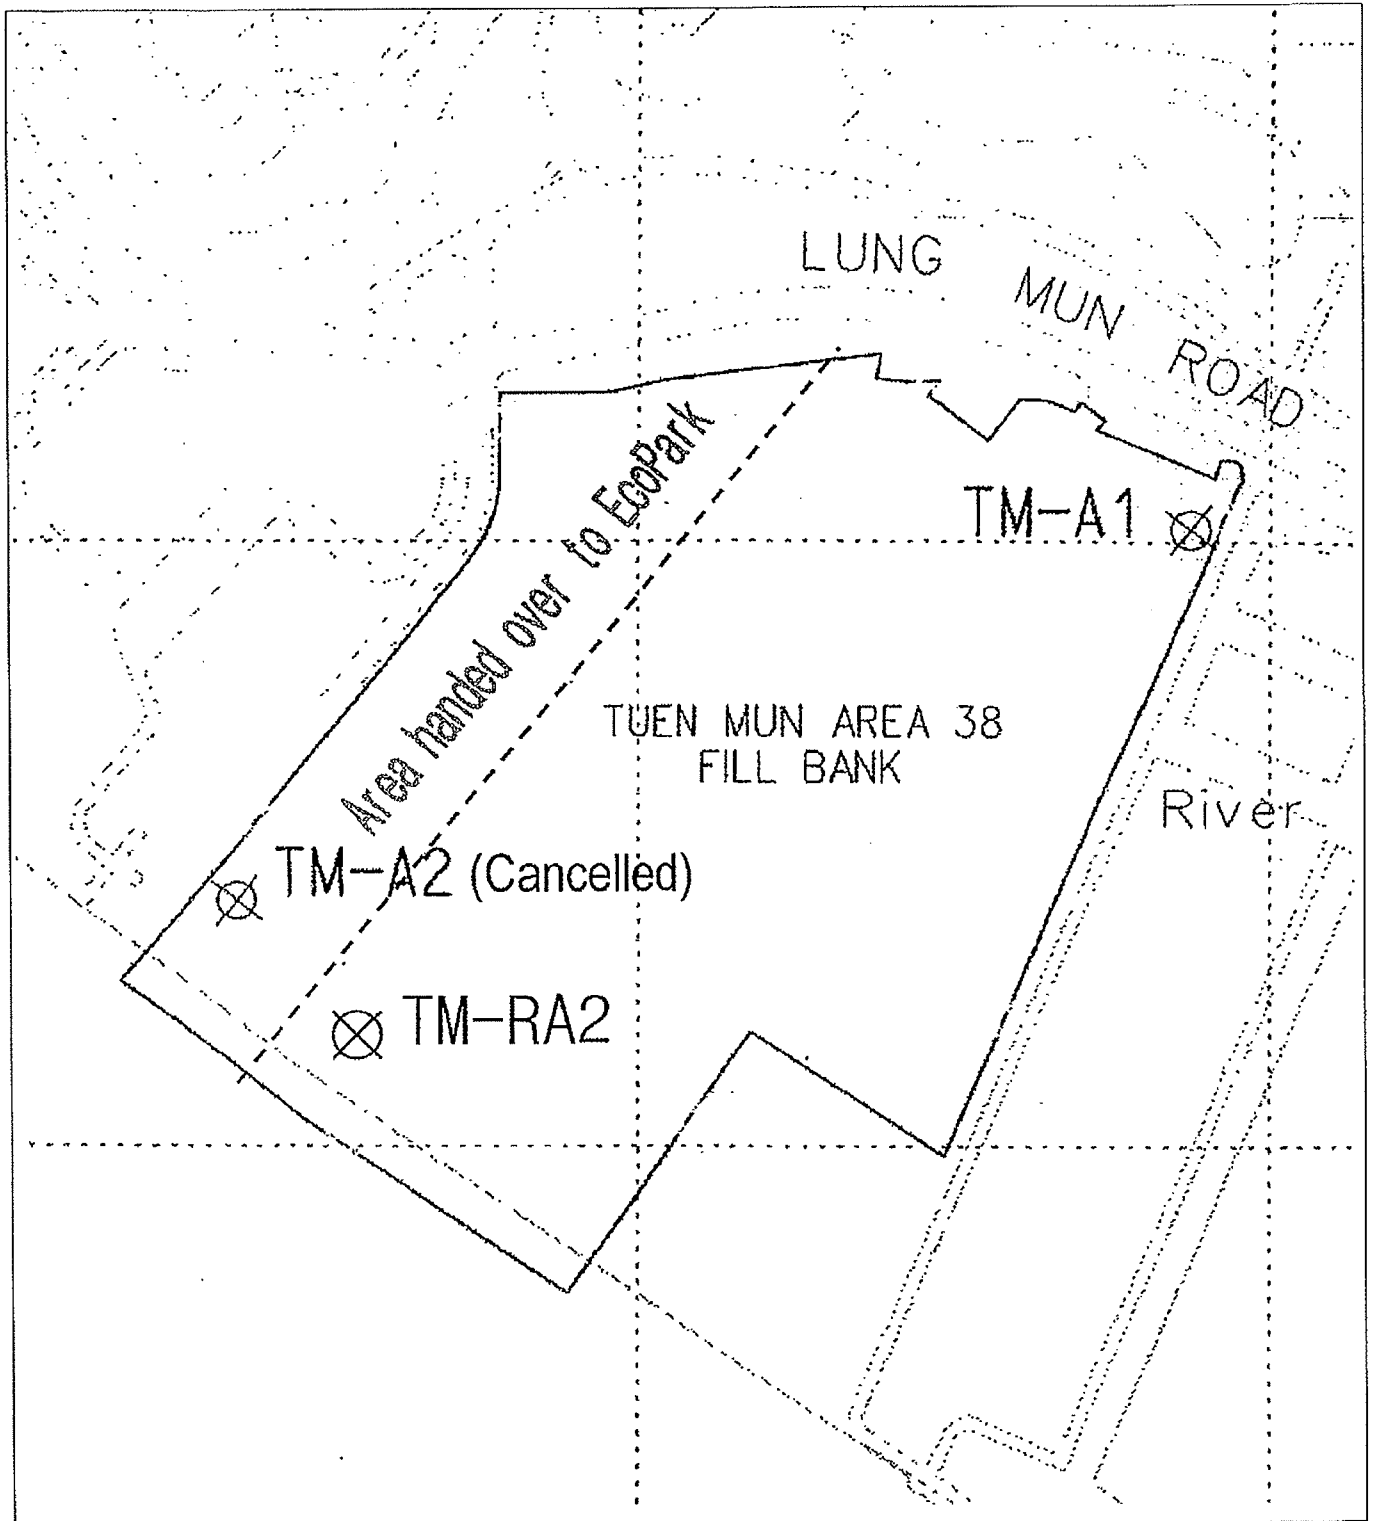 LUNG MUN ROAD
TM-A1
Area handed over to EcoPark
TUEN MUN AREA 38
FILL BANK
River
TM-A2 (Cancelled)
TM-RA2